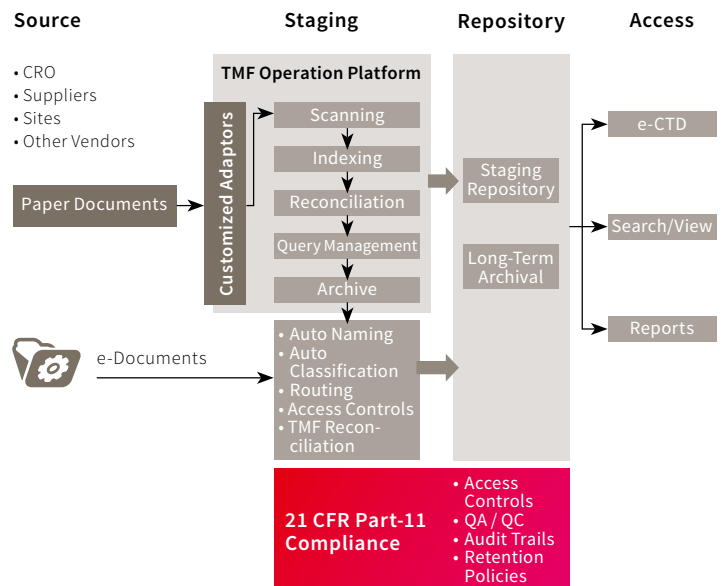 Source
Staging
Repository
Access
• CRO
• Suppliers
• Sites
• Other Vendors
Paper Documents
e-Documents
TMF Operation Platform
Customized Adaptors
Scanning
Indexing
Reconciliation
Query Management
Archive
• Auto Naming
• Auto
Classification
• Routing
• Access Controls
• TMF Recon-
ciliation
Staging
Repository
Long-Term
Archival
e-CTD
Search/View
Reports
21 CFR Part-11
Compliance
• Access
Controls
• QA / QC
• Audit Trails
• Retention
Policies